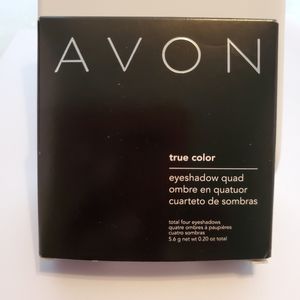 AVON
true color
eyeshadow quad
ombre en quatuor
cuarteto de sombras
total four eyeshadows
quatre ombres à paupières
cuatro sombras
5.6 g net wt 0.20 oz total